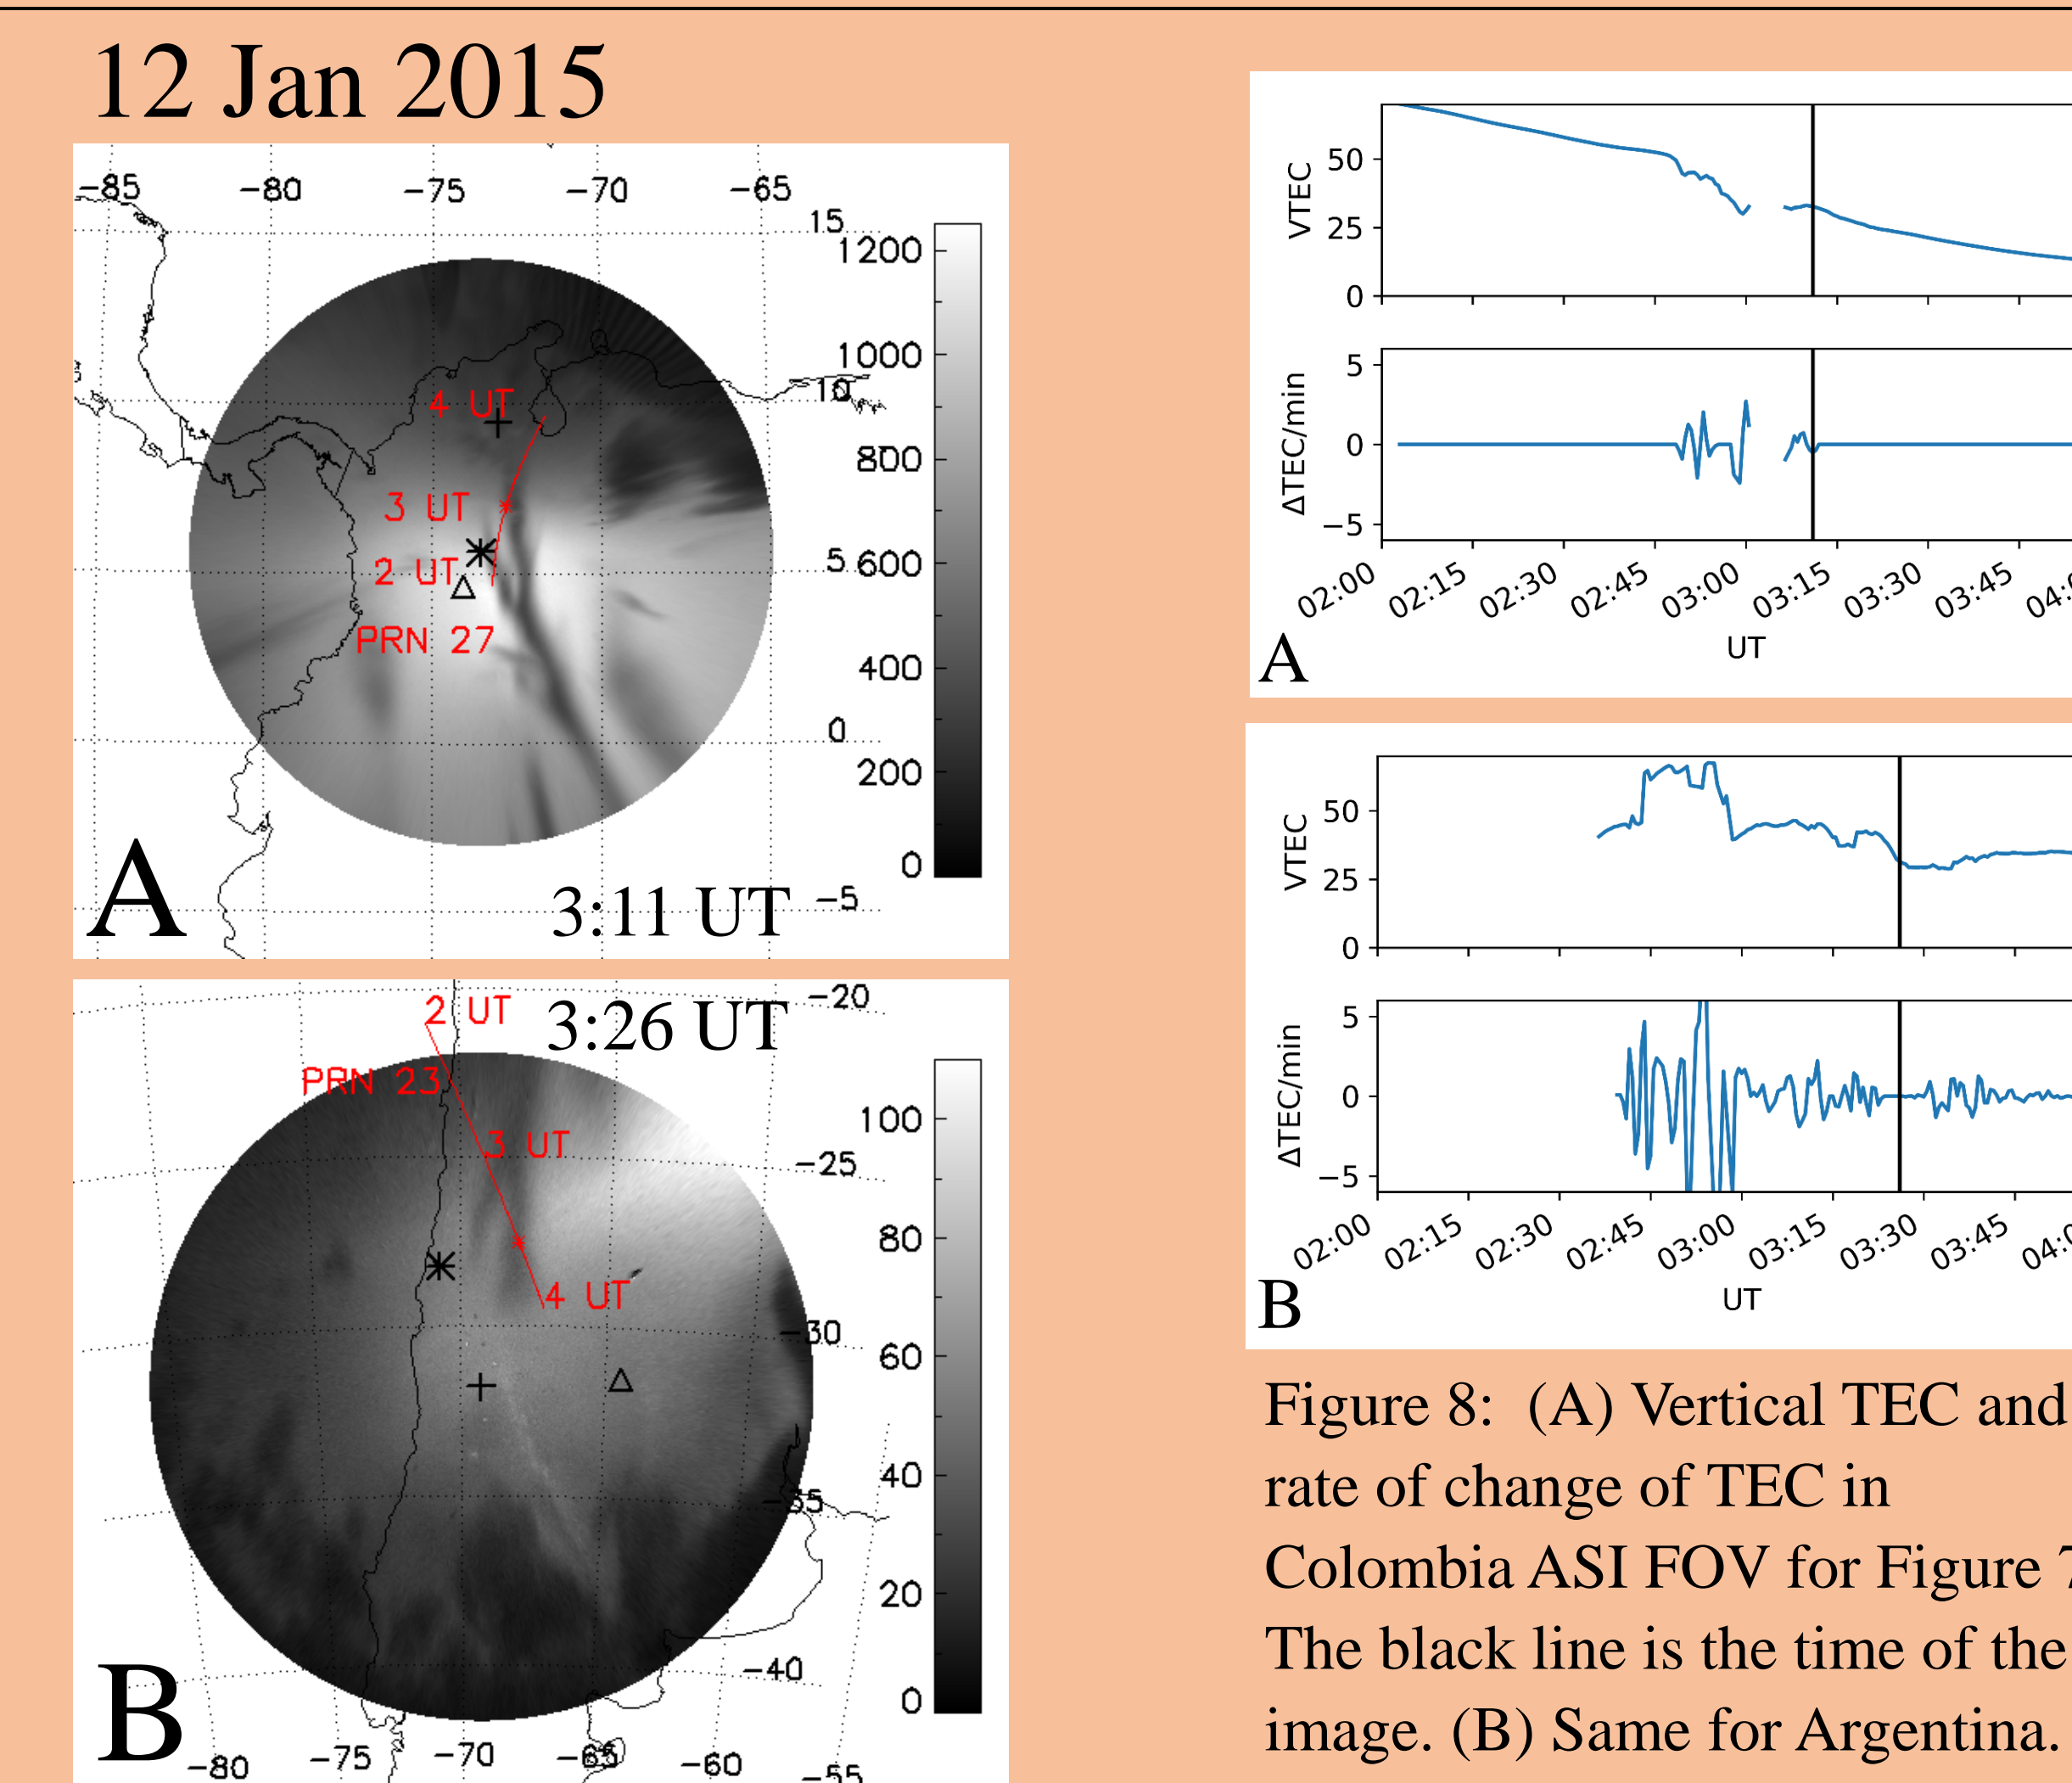 12 Jan 2015
−85 −80 −75 −70 −65
15
1200
1000
10
4 UT
800
3 UT
5 600
2 UT
PRN 27
400
0
200
0
−5
A
3:11 UT
2 UT
3:26 UT
−20
PRN 23
100
3 UT
−25
80
4 UT
−30
60
40
−35
20
−40
0
B
−80 −75 −70 −65 −60 −55
VTEC
50
25
0
ΔTEC/min
5
0
−5
02:00 02:15 02:30 02:45 03:00 03:15 03:30 03:45
UT
A
VTEC
50
25
0
ΔTEC/min
5
0
−5
02:00 02:15 02:30 02:45 03:00 03:15 03:30 03:45
UT
B
Figure 8: (A) Vertical TEC and
rate of change of TEC in
Colombia ASI FOV for Figure 7
The black line is the time of the
image. (B) Same for Argentina.